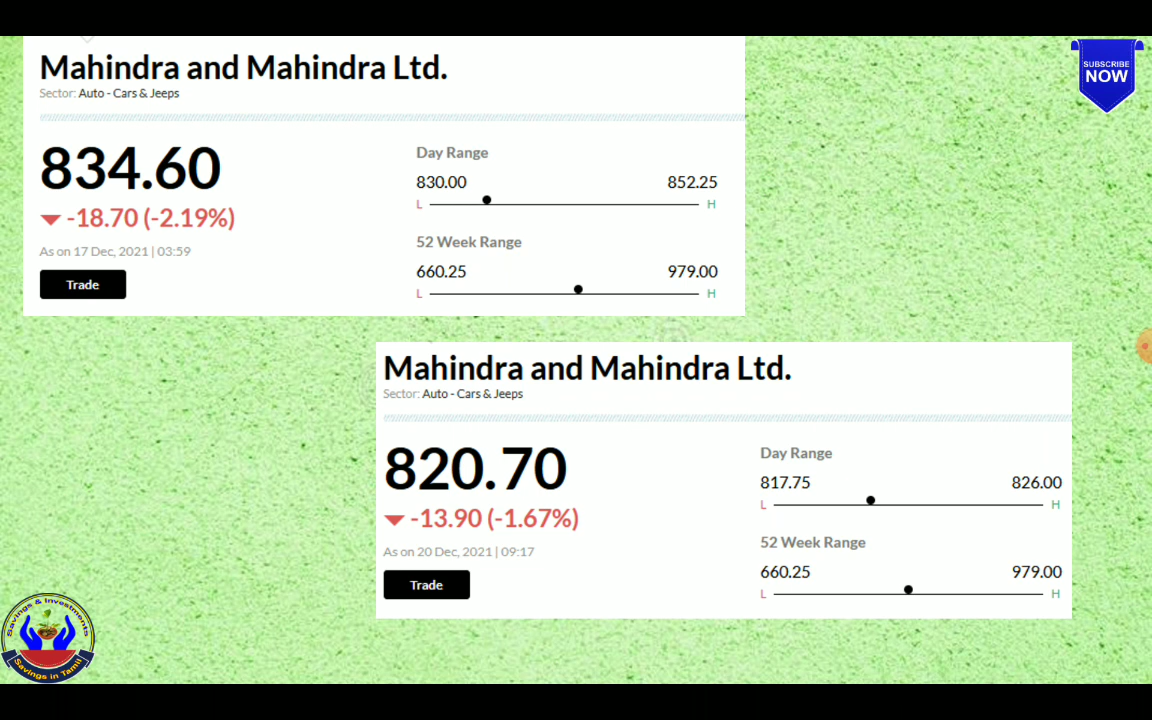 SUBSCRIBE
NOW
Mahindra and Mahindra Ltd.
Sector: Auto - Cars & Jeeps
834.60
-18.70 (-2.19%)
As on 17 Dec, 2021 | 03:59
Trade
Day Range
830.00 852.25
L H
52 Week Range
660.25 979.00
L H
Mahindra and Mahindra Ltd.
Sector: Auto - Cars & Jeeps
820.70
-13.90 (-1.67%)
As on 20 Dec, 2021 | 09:17
Trade
Day Range
817.75 826.00
L H
52 Week Range
660.25 979.00
L H
Savings & Investments
Savings in Tamil